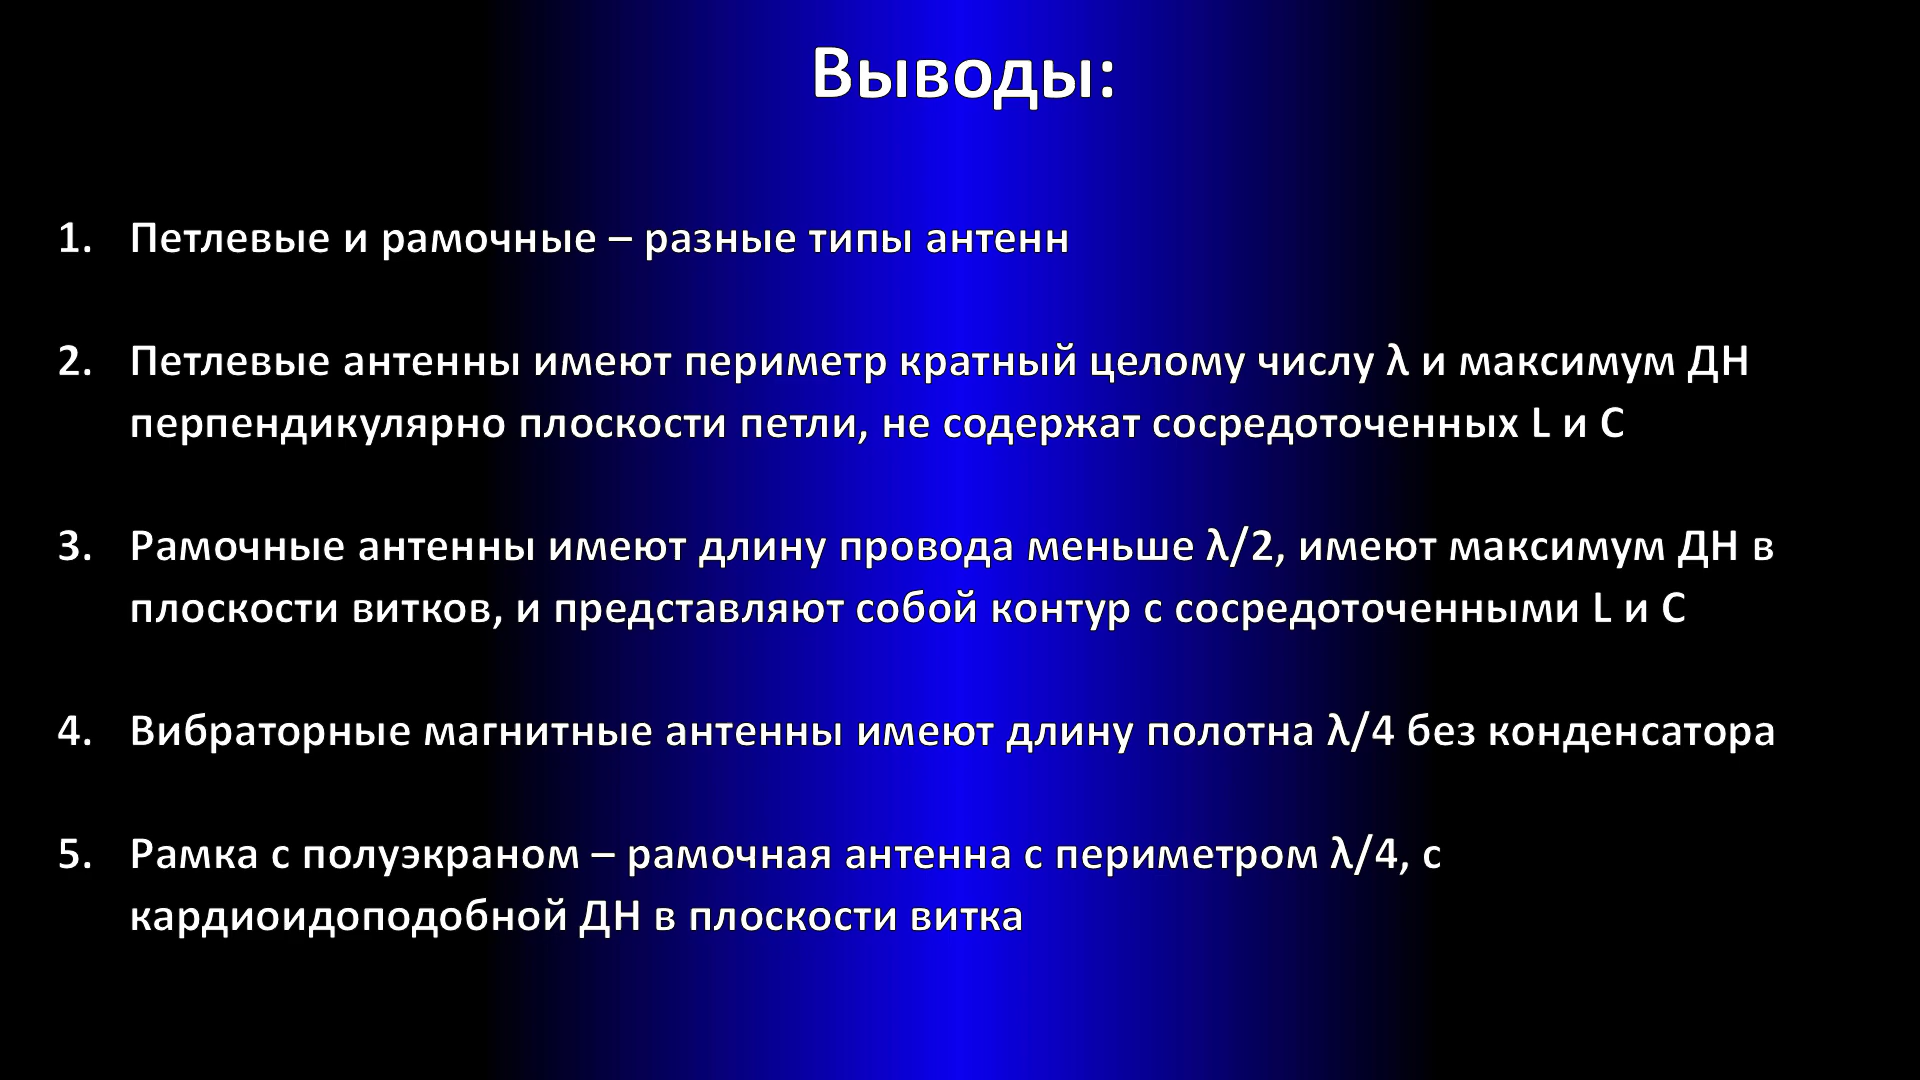 Выводы:
1. Петлевые и рамочные – разные типы антенн
2. Петлевые антенны имеют периметр кратный целому числу λ и максимум ДН
перпендикулярно плоскости петли, не содержат сосредоточенных L и C
3. Рамочные антенны имеют длину провода меньше λ/2, имеют максимум ДН в
плоскости витков, и представляют собой контур с сосредоточенными L и C
4. Вибраторные магнитные антенны имеют длину полотна λ/4 без конденсатора
5. Рамка с полуэкраном – рамочная антенна с периметром λ/4, с
кардиоидоподобной ДН в плоскости витка